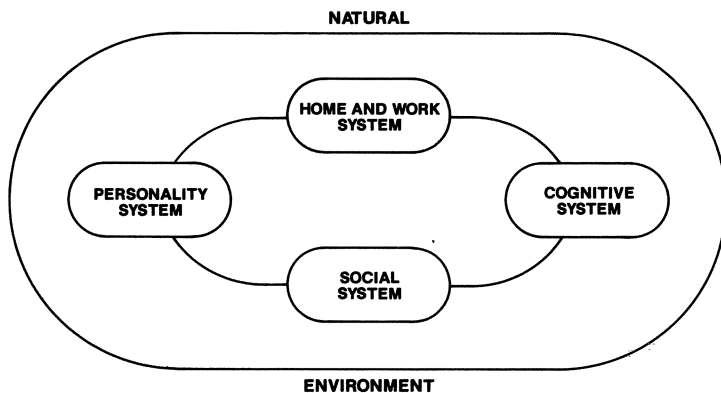 NATURAL
HOME AND WORK
SYSTEM
PERSONALITY
SYSTEM
COGNITIVE
SYSTEM
SOCIAL
SYSTEM
ENVIRONMENT